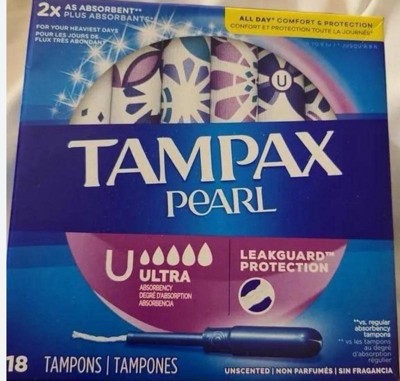 2X AS ABSORBENT**
PLUS ABSORBANTS**
FOR YOUR HEAVIEST DAYS
POUR LES JOURS DE
FLUX TRÈS ABONDANT
ALL DAY* COMFORT & PROTECTION
CONFORT ET PROTECTION TOUTE LA JOURNÉE*
U
TAMPAX
PEARL
U ULTRA
ABSORBENCY
DEGRÉ D'ABSORPTION
ABSORBENCIA
LEAKGUARD™
PROTECTION
**vs. regular
absorbency
tampons
**vs les tampons
au degré
d'absorption
régulier
18 TAMPONS | TAMPONES
UNSCENTED | NON PARFUMÉS | SIN FRAGANCIA